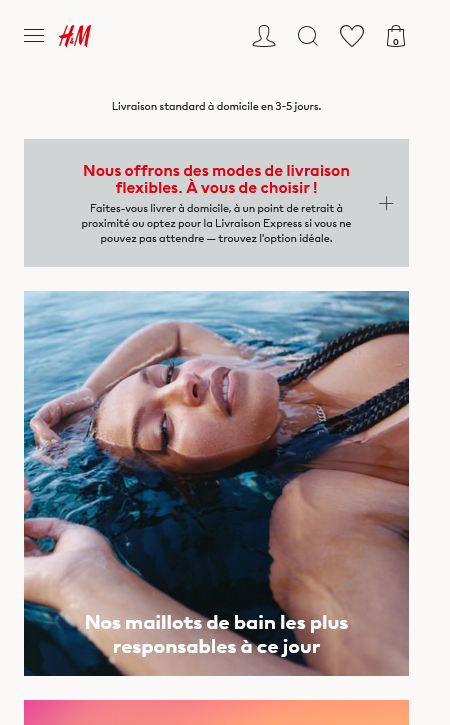 H&M
0
Livraison standard à domicile en 3-5 jours.
Nous offrons des modes de livraison
flexibles. À vous de choisir !
Faites-vous livrer à domicile, à un point de retrait à
proximité ou optez pour la Livraison Express si vous ne
pouvez pas attendre — trouvez l'option idéale.
Nos maillots de bain les plus
responsables à ce jour